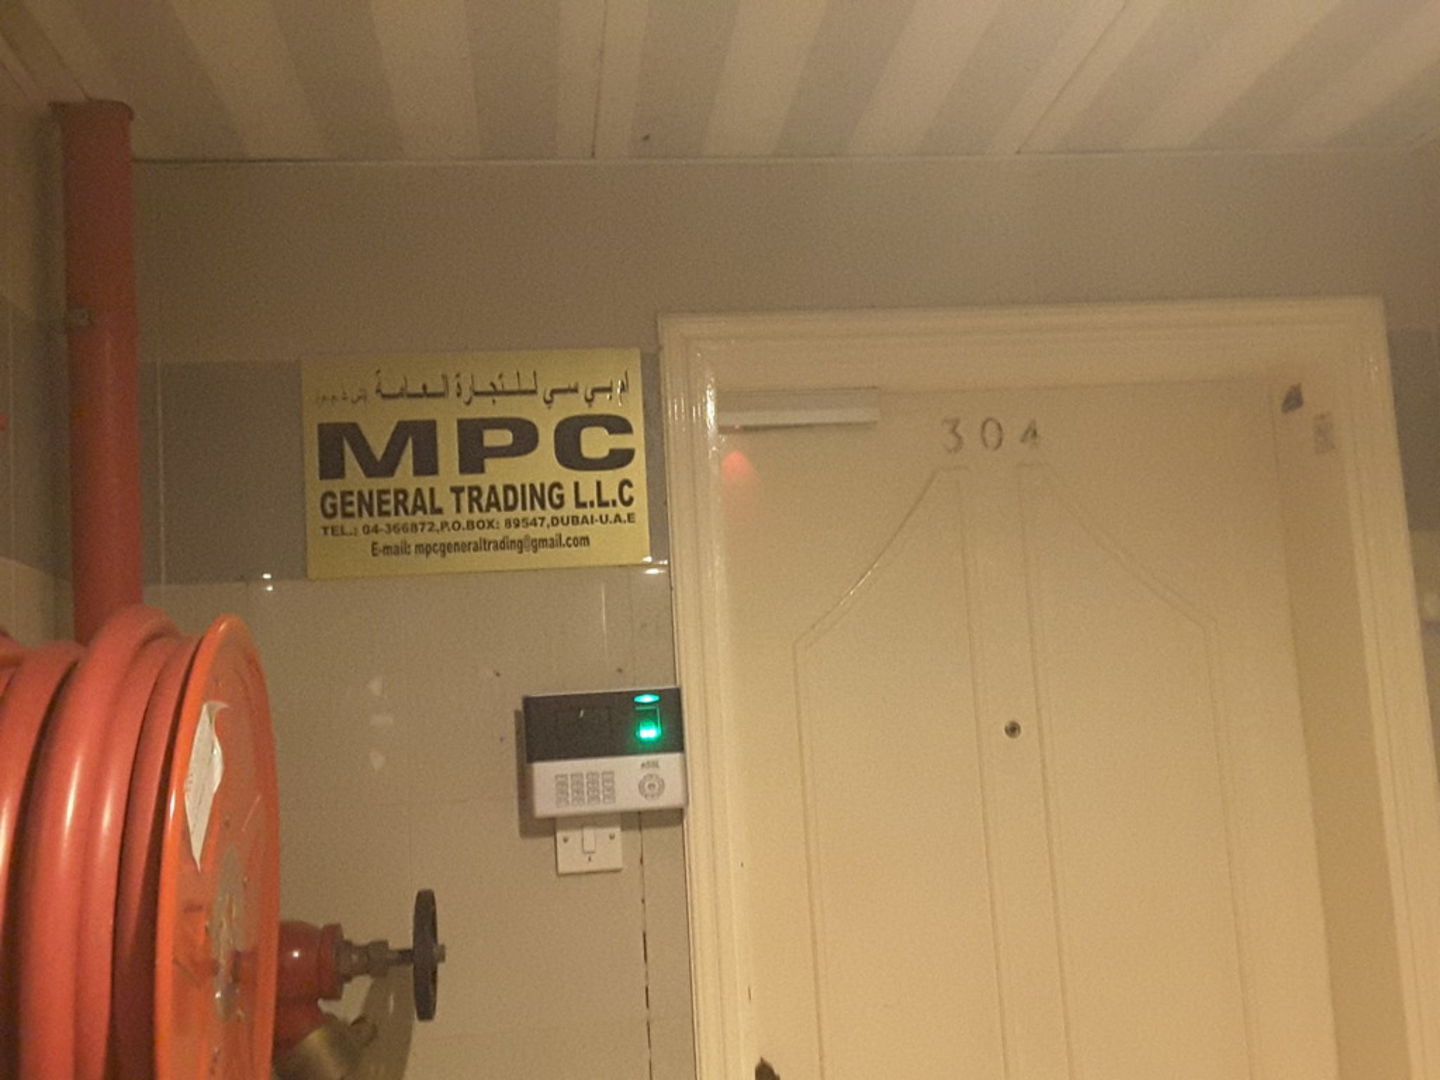 ام بي سي للتجارة العامة (ش.ذ.م.م)
MPC
GENERAL TRADING L.L.C
TEL.: 04-366872,P.O.BOX: 89547,DUBAI-U.A.E
E-mail: mpcgeneraltrading@gmail.com
304